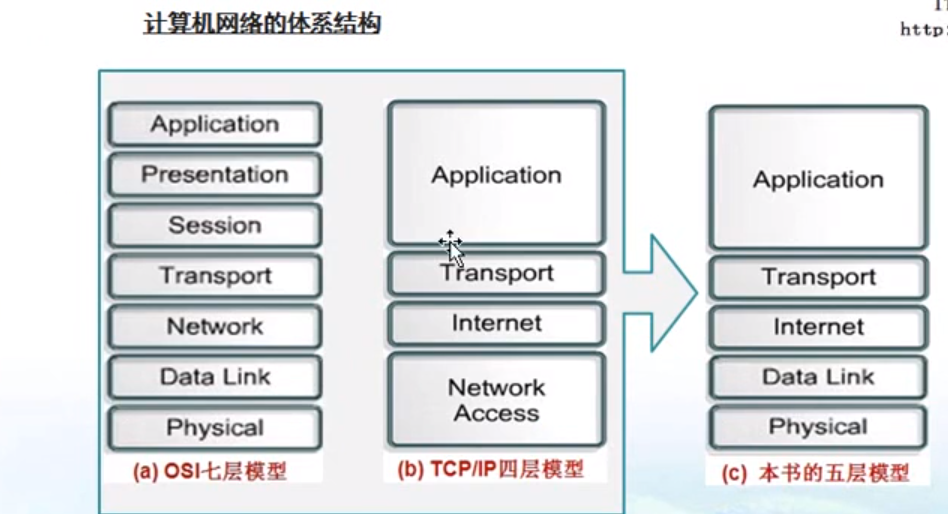 计算机网络的体系结构
http:
Application
Presentation
Session
Transport
Network
Data Link
Physical
(a) OSI七层模型
Application
Transport
Internet
Network
Access
(b) TCP/IP四层模型
Application
Transport
Internet
Data Link
Physical
(c) 本书的五层模型